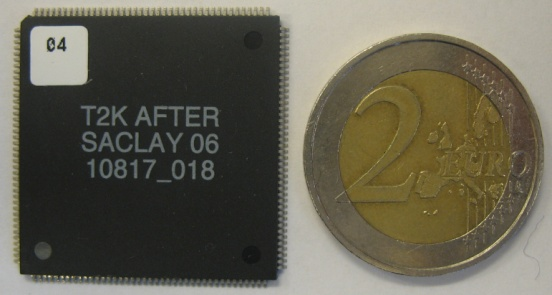 04
T2K AFTER
SACLAY 06
10817_018
2 EURO